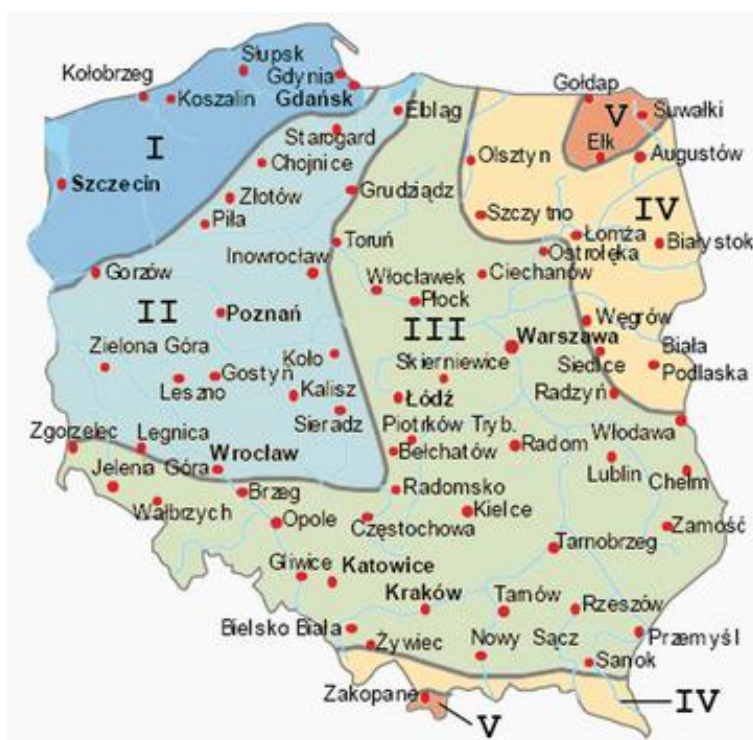 Słupsk
Kołobrzeg
Gdynia
Koszalin
Gdańsk
Elbląg
Gołdap
V
Suwałki
I
Starogard
Ełk
Augustów
Chojnice
Olsztyn
Szczecin
Złotów
Grudziądz
IV
Piła
Szczytno
Łomża
Białystok
Toruń
Ostrołęka
Inowrocław
Ciechanów
Gorzów
Włocławek
Płock
II
Poznań
III
Węgrów
Warszawa
Biała
Podlaska
Zielona Góra
Koło
Skierniewice
Siedlce
Gostyń
Leszno
Kalisz
Łódź
Radzyń
Sieradz
Piotrków Tryb.
Zgorzelec
Legnica
Wrocław
Bełchatów
Radom
Włodawa
Jelena Góra
Lublin
Chełm
Brzeg
Radomsko
Wałbrzych
Opole
Częstochowa
Kielce
Zamość
Tarnobrzeg
Gliwice
Katowice
Kraków
Tarnów
Rzeszów
Bielsko Biała
Żywiec
Nowy Sącz
Przemyśl
Sanok
Zakopane
V
IV